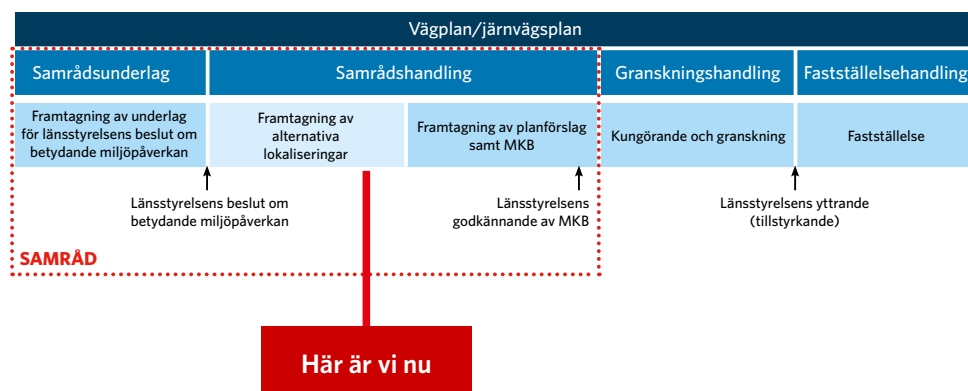 Vägplan/järnvägsplan
Samrådsunderlag
Samrådshandling
Granskningshandling
Fastställelsehandling
Framtagning av underlag
för länsstyrelsens beslut om
betydande miljöpåverkan
Framtagning av
alternativa
lokaliseringar
Framtagning av planförslag
samt MKB
Kungörande och granskning
Fastställelse
Länsstyrelsens beslut om
betydande miljöpåverkan
Länsstyrelsens
godkännande av MKB
Länsstyrelsens yttrande
(tillstyrkande)
SAMRÅD
Här är vi nu